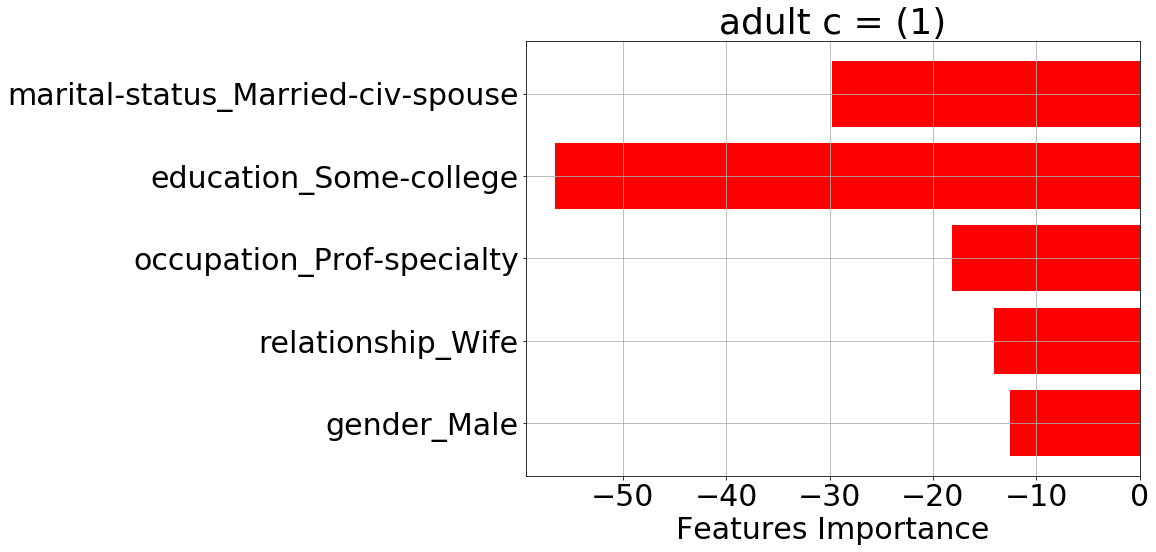 adult c = (1)
marital-status_Married-civ-spouse
education_Some-college
occupation_Prof-specialty
relationship_Wife
gender_Male
−50 −40 −30 −20 −10 0
Features Importance